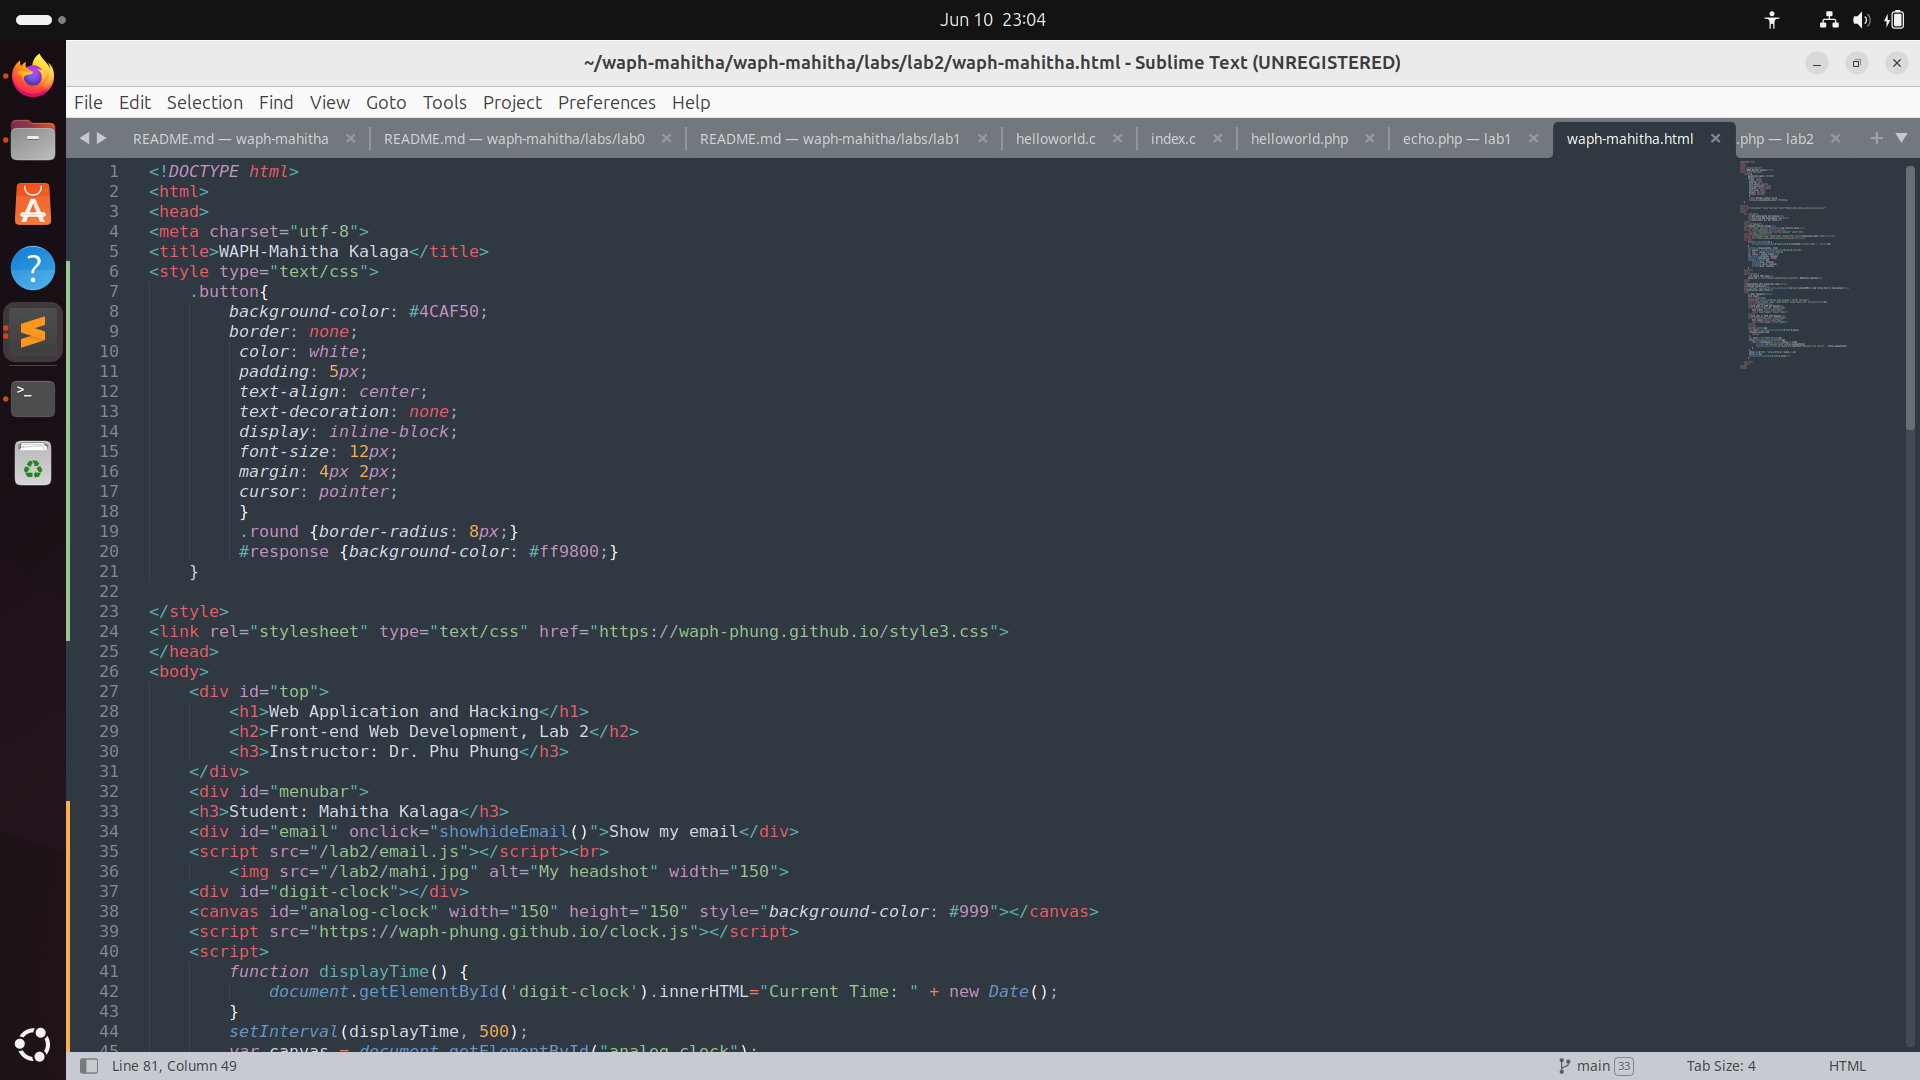 Jun 10 23:04
~/waph-mahitha/waph-mahitha/labs/lab2/waph-mahitha.html - Sublime Text (UNREGISTERED)
File Edit Selection Find View Goto Tools Project Preferences Help
README.md — waph-mahitha README.md — waph-mahitha/labs/lab0 README.md — waph-mahitha/labs/lab1 helloworld.c index.c helloworld.php echo.php — lab1 waph-mahitha.html .php — lab2
1 <!DOCTYPE html>
2 <html>
3 <head>
4 <meta charset="utf-8">
5 <title>WAPH-Mahitha Kalaga</title>
6 <style type="text/css">
7 .button{
8 background-color: #4CAF50;
9 border: none;
10 color: white;
11 padding: 5px;
12 text-align: center;
13 text-decoration: none;
14 display: inline-block;
15 font-size: 12px;
16 margin: 4px 2px;
17 cursor: pointer;
18 }
19 .round {border-radius: 8px;}
20 #response {background-color: #ff9800;}
21 }
22
23 </style>
24 <link rel="stylesheet" type="text/css" href="https://waph-phung.github.io/style3.css">
25 </head>
26 <body>
27 <div id="top">
28 <h1>Web Application and Hacking</h1>
29 <h2>Front-end Web Development, Lab 2</h2>
30 <h3>Instructor: Dr. Phu Phung</h3>
31 </div>
32 <div id="menubar">
33 <h3>Student: Mahitha Kalaga</h3>
34 <div id="email" onclick="showhideEmail()">Show my email</div>
35 <script src="/lab2/email.js"></script><br>
36 <img src="/lab2/mahi.jpg" alt="My headshot" width="150">
37 <div id="digit-clock"></div>
38 <canvas id="analog-clock" width="150" height="150" style="background-color: #999"></canvas>
39 <script src="https://waph-phung.github.io/clock.js"></script>
40 <script>
41 function displayTime() {
42 document.getElementById('digit-clock').innerHTML="Current Time: " + new Date();
43 }
44 setInterval(displayTime, 500);
45 var canvas = document.getElementById("analog-clock");
Line 81, Column 49 main 33 Tab Size: 4 HTML